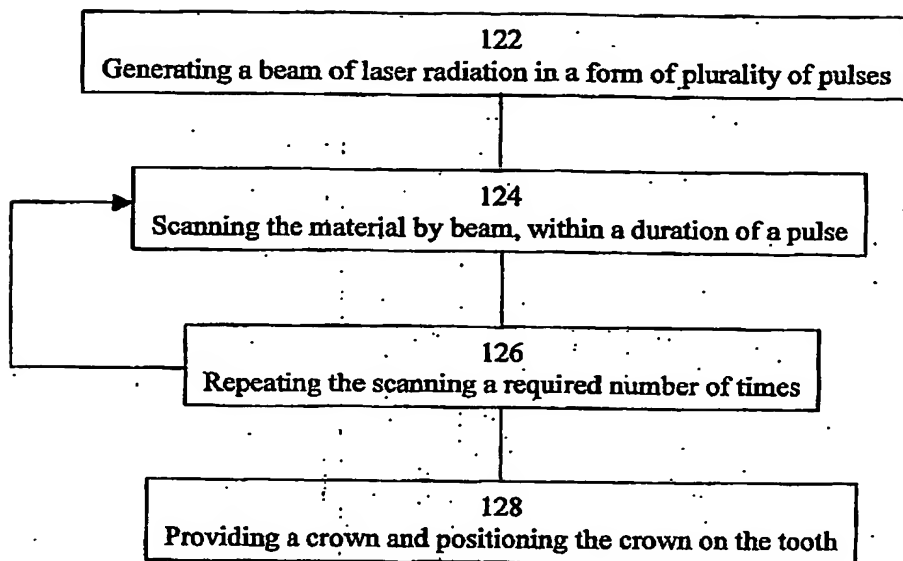 122
Generating a beam of laser radiation in a form of plurality of pulses
124
Scanning the material by beam, within a duration of a pulse
126
Repeating the scanning a required number of times
128
Providing a crown and positioning the crown on the tooth